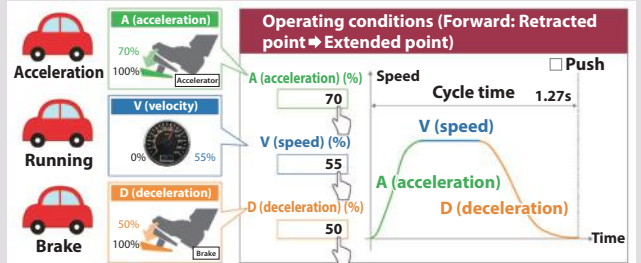 A (acceleration)
70%
100%
Accelerator
Acceleration
V (velocity)
0%
55%
Running
D (deceleration)
50%
100%
Brake
Brake
Operating conditions (Forward: Retracted
point ➡ Extended point)
A (acceleration) (%)
70
V (speed) (%)
55
D (deceleration) (%)
50
Push
Speed
Cycle time 1.27s
V (speed)
A (acceleration)
D (deceleration)
Time